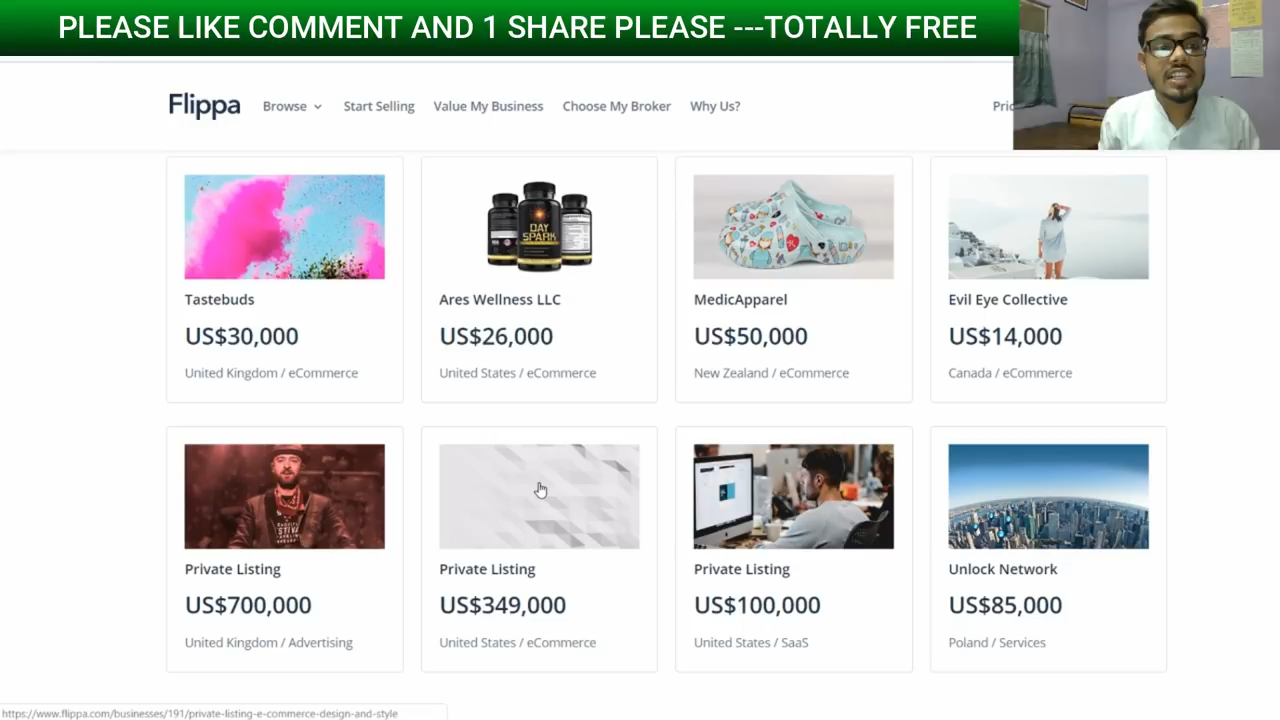 PLEASE LIKE COMMENT AND 1 SHARE PLEASE ---TOTALLY FREE
Flippa Browse Start Selling Value My Business Choose My Broker Why Us?
DAY
SPARK
Tastebuds Ares Wellness LLC MedicApparel Evil Eye Collective
US$30,000 US$26,000 US$50,000 US$14,000
United Kingdom / eCommerce United States / eCommerce New Zealand / eCommerce Canada / eCommerce
Private Listing Private Listing Private Listing Unlock Network
US$700,000 US$349,000 US$100,000 US$85,000
United Kingdom / Advertising United States / eCommerce United States / SaaS Poland / Services
https://www.flippa.com/businesses/191/private-listing-e-commerce-design-and-style